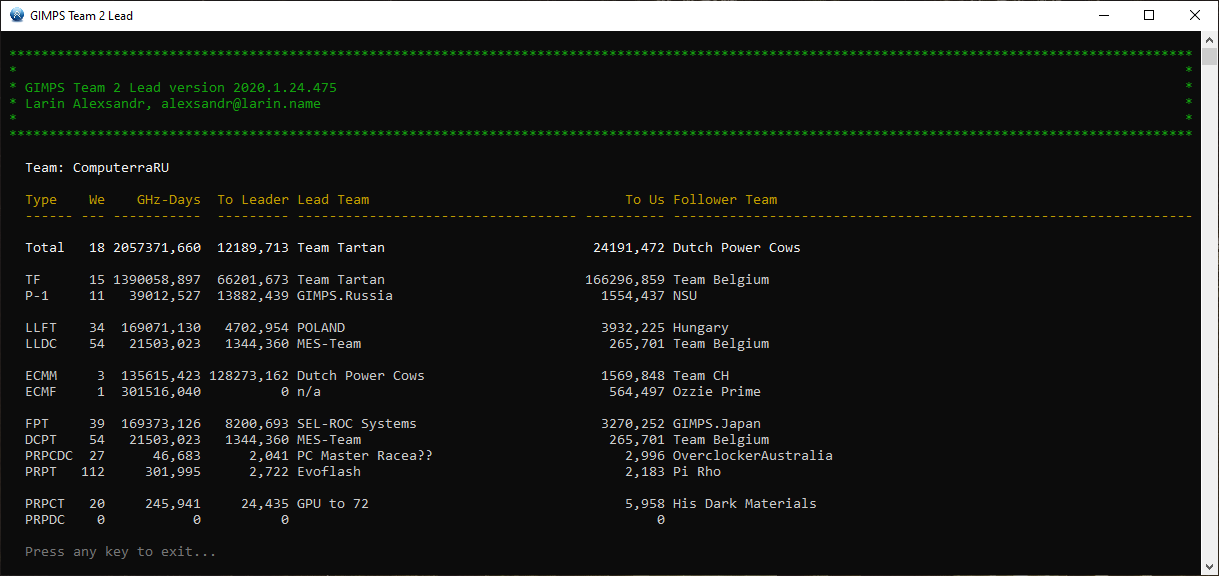 GIMPS Team 2 Lead
****************************************************************************************************************************************************
* *
* GIMPS Team 2 Lead version 2020.1.24.475 *
* Larin Alexsandr, alexsandr@larin.name *
* *
****************************************************************************************************************************************************
Team: ComputerraRU
Type We GHz-Days To Leader Lead Team To Us Follower Team
------ --- ----------- --------- ----------------------------------- ---------- -----------------------------------------------------------------
Total 18 2057371,660 12189,713 Team Tartan 24191,472 Dutch Power Cows
TF 15 1390058,897 66201,673 Team Tartan 166296,859 Team Belgium
P-1 11 39012,527 13882,439 GIMPS.Russia 1554,437 NSU
LLFT 34 169071,130 4702,954 POLAND 3932,225 Hungary
LLDC 54 21503,023 1344,360 MES-Team 265,701 Team Belgium
ECMM 3 135615,423 128273,162 Dutch Power Cows 1569,848 Team CH
ECMF 1 301516,040 0 n/a 564,497 Ozzie Prime
FPT 39 169373,126 8200,693 SEL-ROC Systems 3270,252 GIMPS.Japan
DCPT 54 21503,023 1344,360 MES-Team 265,701 Team Belgium
PRPCDC 27 46,683 2,041 PC Master Racea?? 2,996 OverclockerAustralia
PRPT 112 301,995 2,722 Evoflash 2,183 Pi Rho
PRPCT 20 245,941 24,435 GPU to 72 5,958 His Dark Materials
PRPDC 0 0 0 0
Press any key to exit...